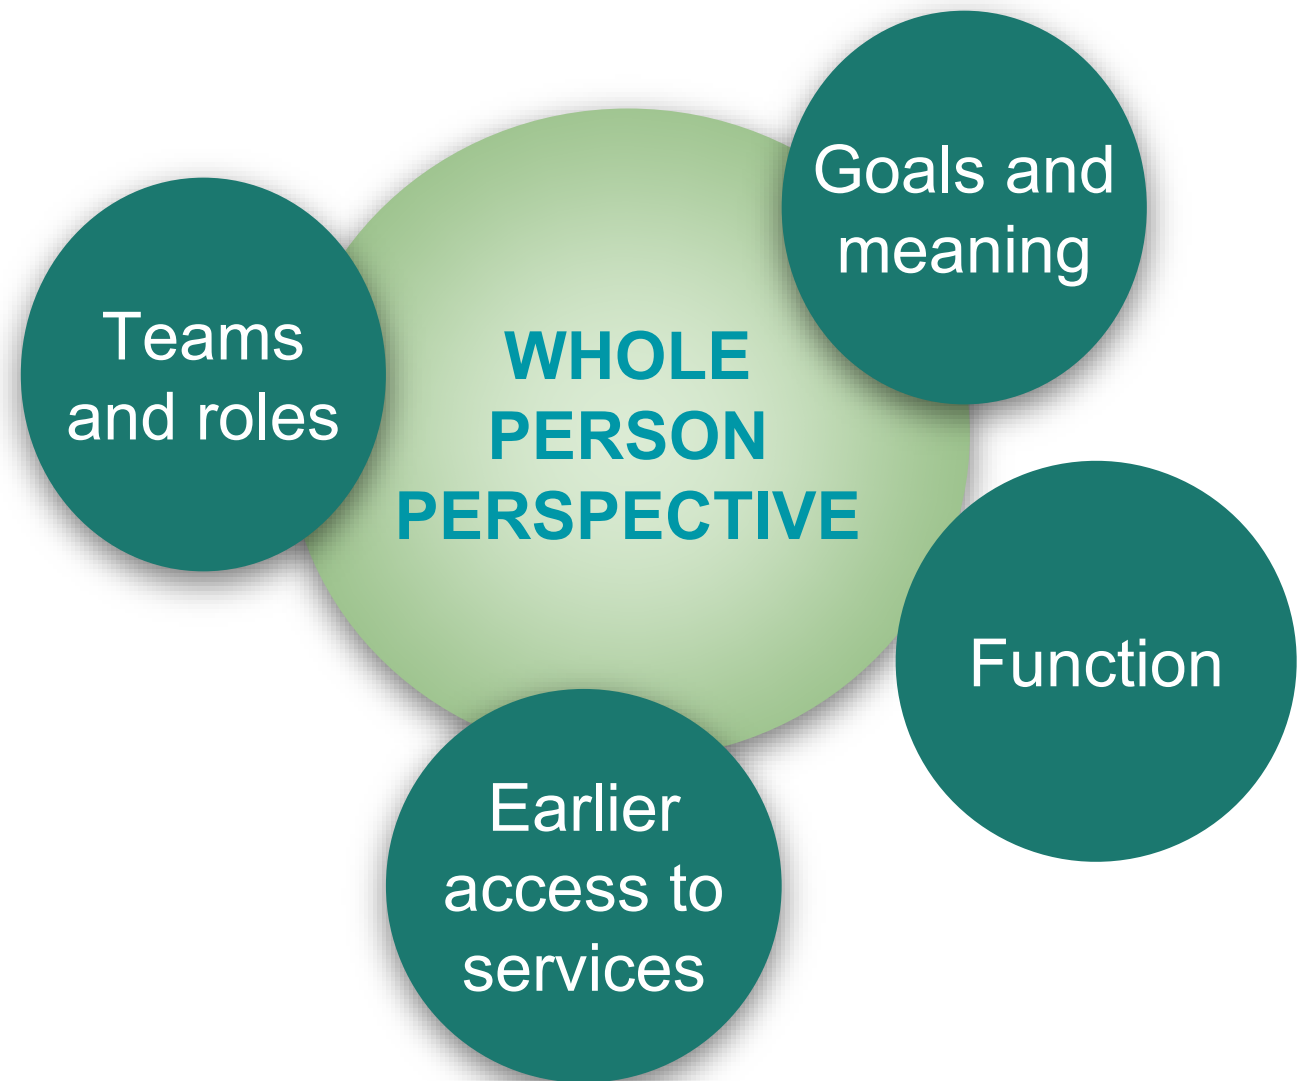 Goals and
meaning
Teams
and roles
WHOLE
PERSON
PERSPECTIVE
Function
Earlier
access to
services